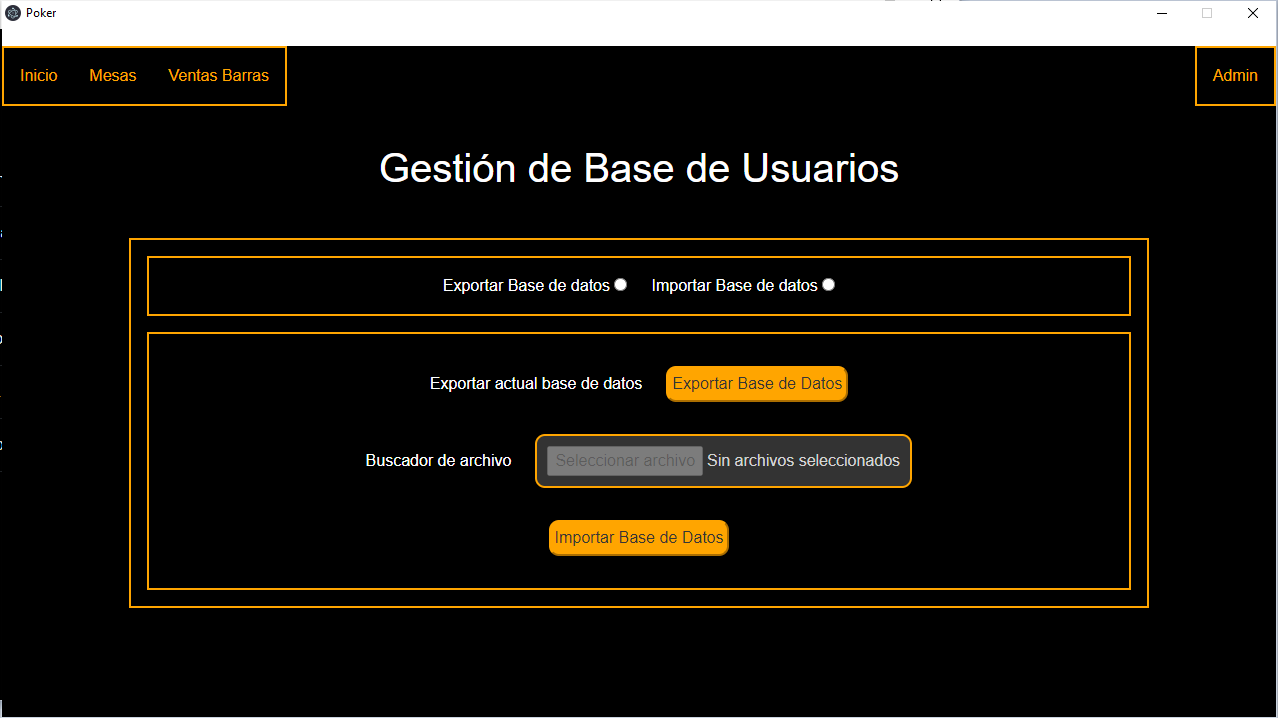 Poker
Inicio Mesas Ventas Barras Admin
Gestión de Base de Usuarios
Exportar Base de datos Importar Base de datos
Exportar actual base de datos Exportar Base de Datos
Buscador de archivo Seleccionar archivo Sin archivos seleccionados
Importar Base de Datos